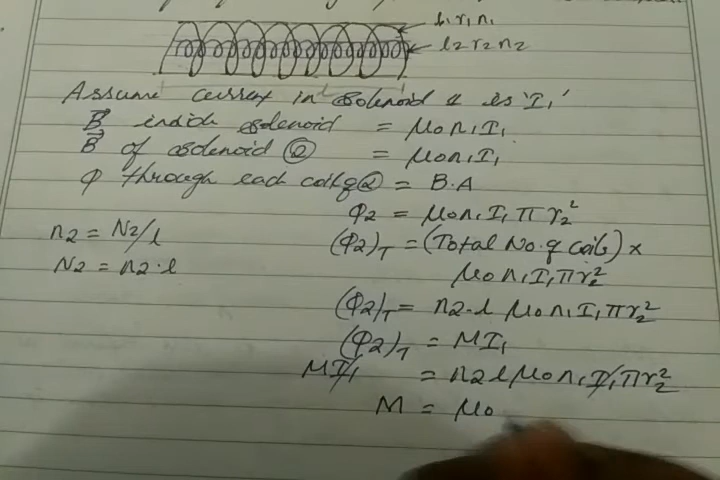 l₁ r₁ n₁
l₂ r₂ n₂
Assume current in solenoid is 'I₁'
B⃗ inside solenoid = μ₀n₁I₁
B⃗ of solenoid ② = μ₀n₁I₁
Φ through each coil of ② = B.A
Φ₂ = μ₀n₁I₁πr₂²
n₂ = N₂/l
(Φ₂)ᴛ = (Total No. of coils) ×
N₂ = n₂·l
μ₀n₁I₁πr₂²
(Φ₂)ᴛ = n₂·l μ₀n₁I₁πr₂²
(Φ₂)ᴛ = MI₁
MI₁ = n₂lμ₀n₁I₁πr₂²
M = μ₀